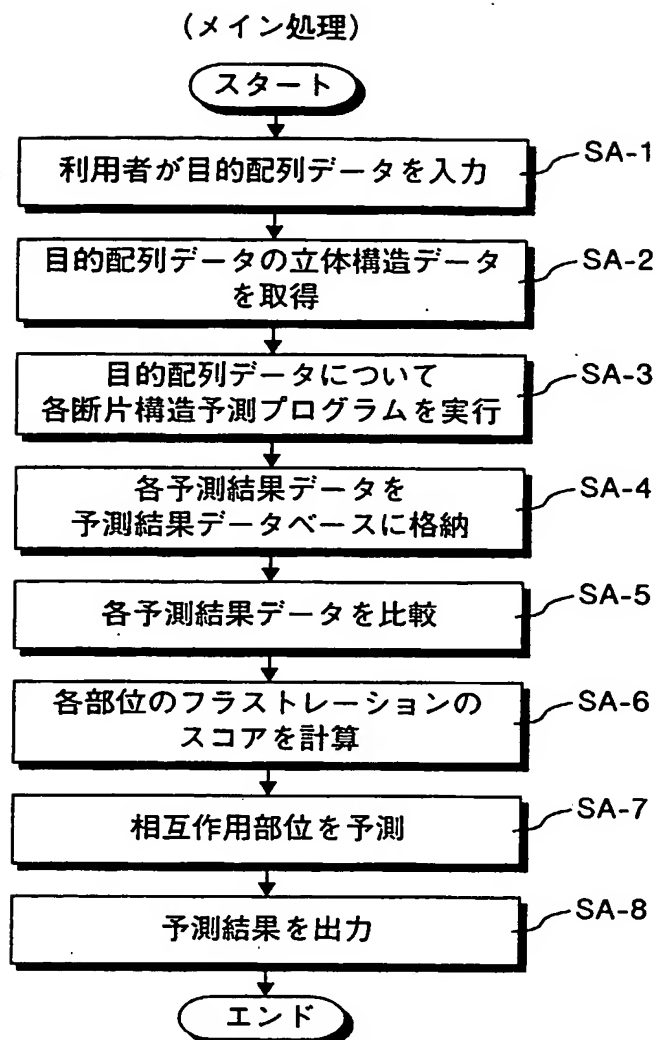 (メイン処理)
スタート
利用者が目的配列データを入力
SA-1
目的配列データの立体構造データ
を取得
SA-2
目的配列データについて
各断片構造予測プログラムを実行
SA-3
各予測結果データを
予測結果データベースに格納
SA-4
各予測結果データを比較
SA-5
各部位のフラストレーションの
スコアを計算
SA-6
相互作用部位を予測
SA-7
予測結果を出力
SA-8
エンド